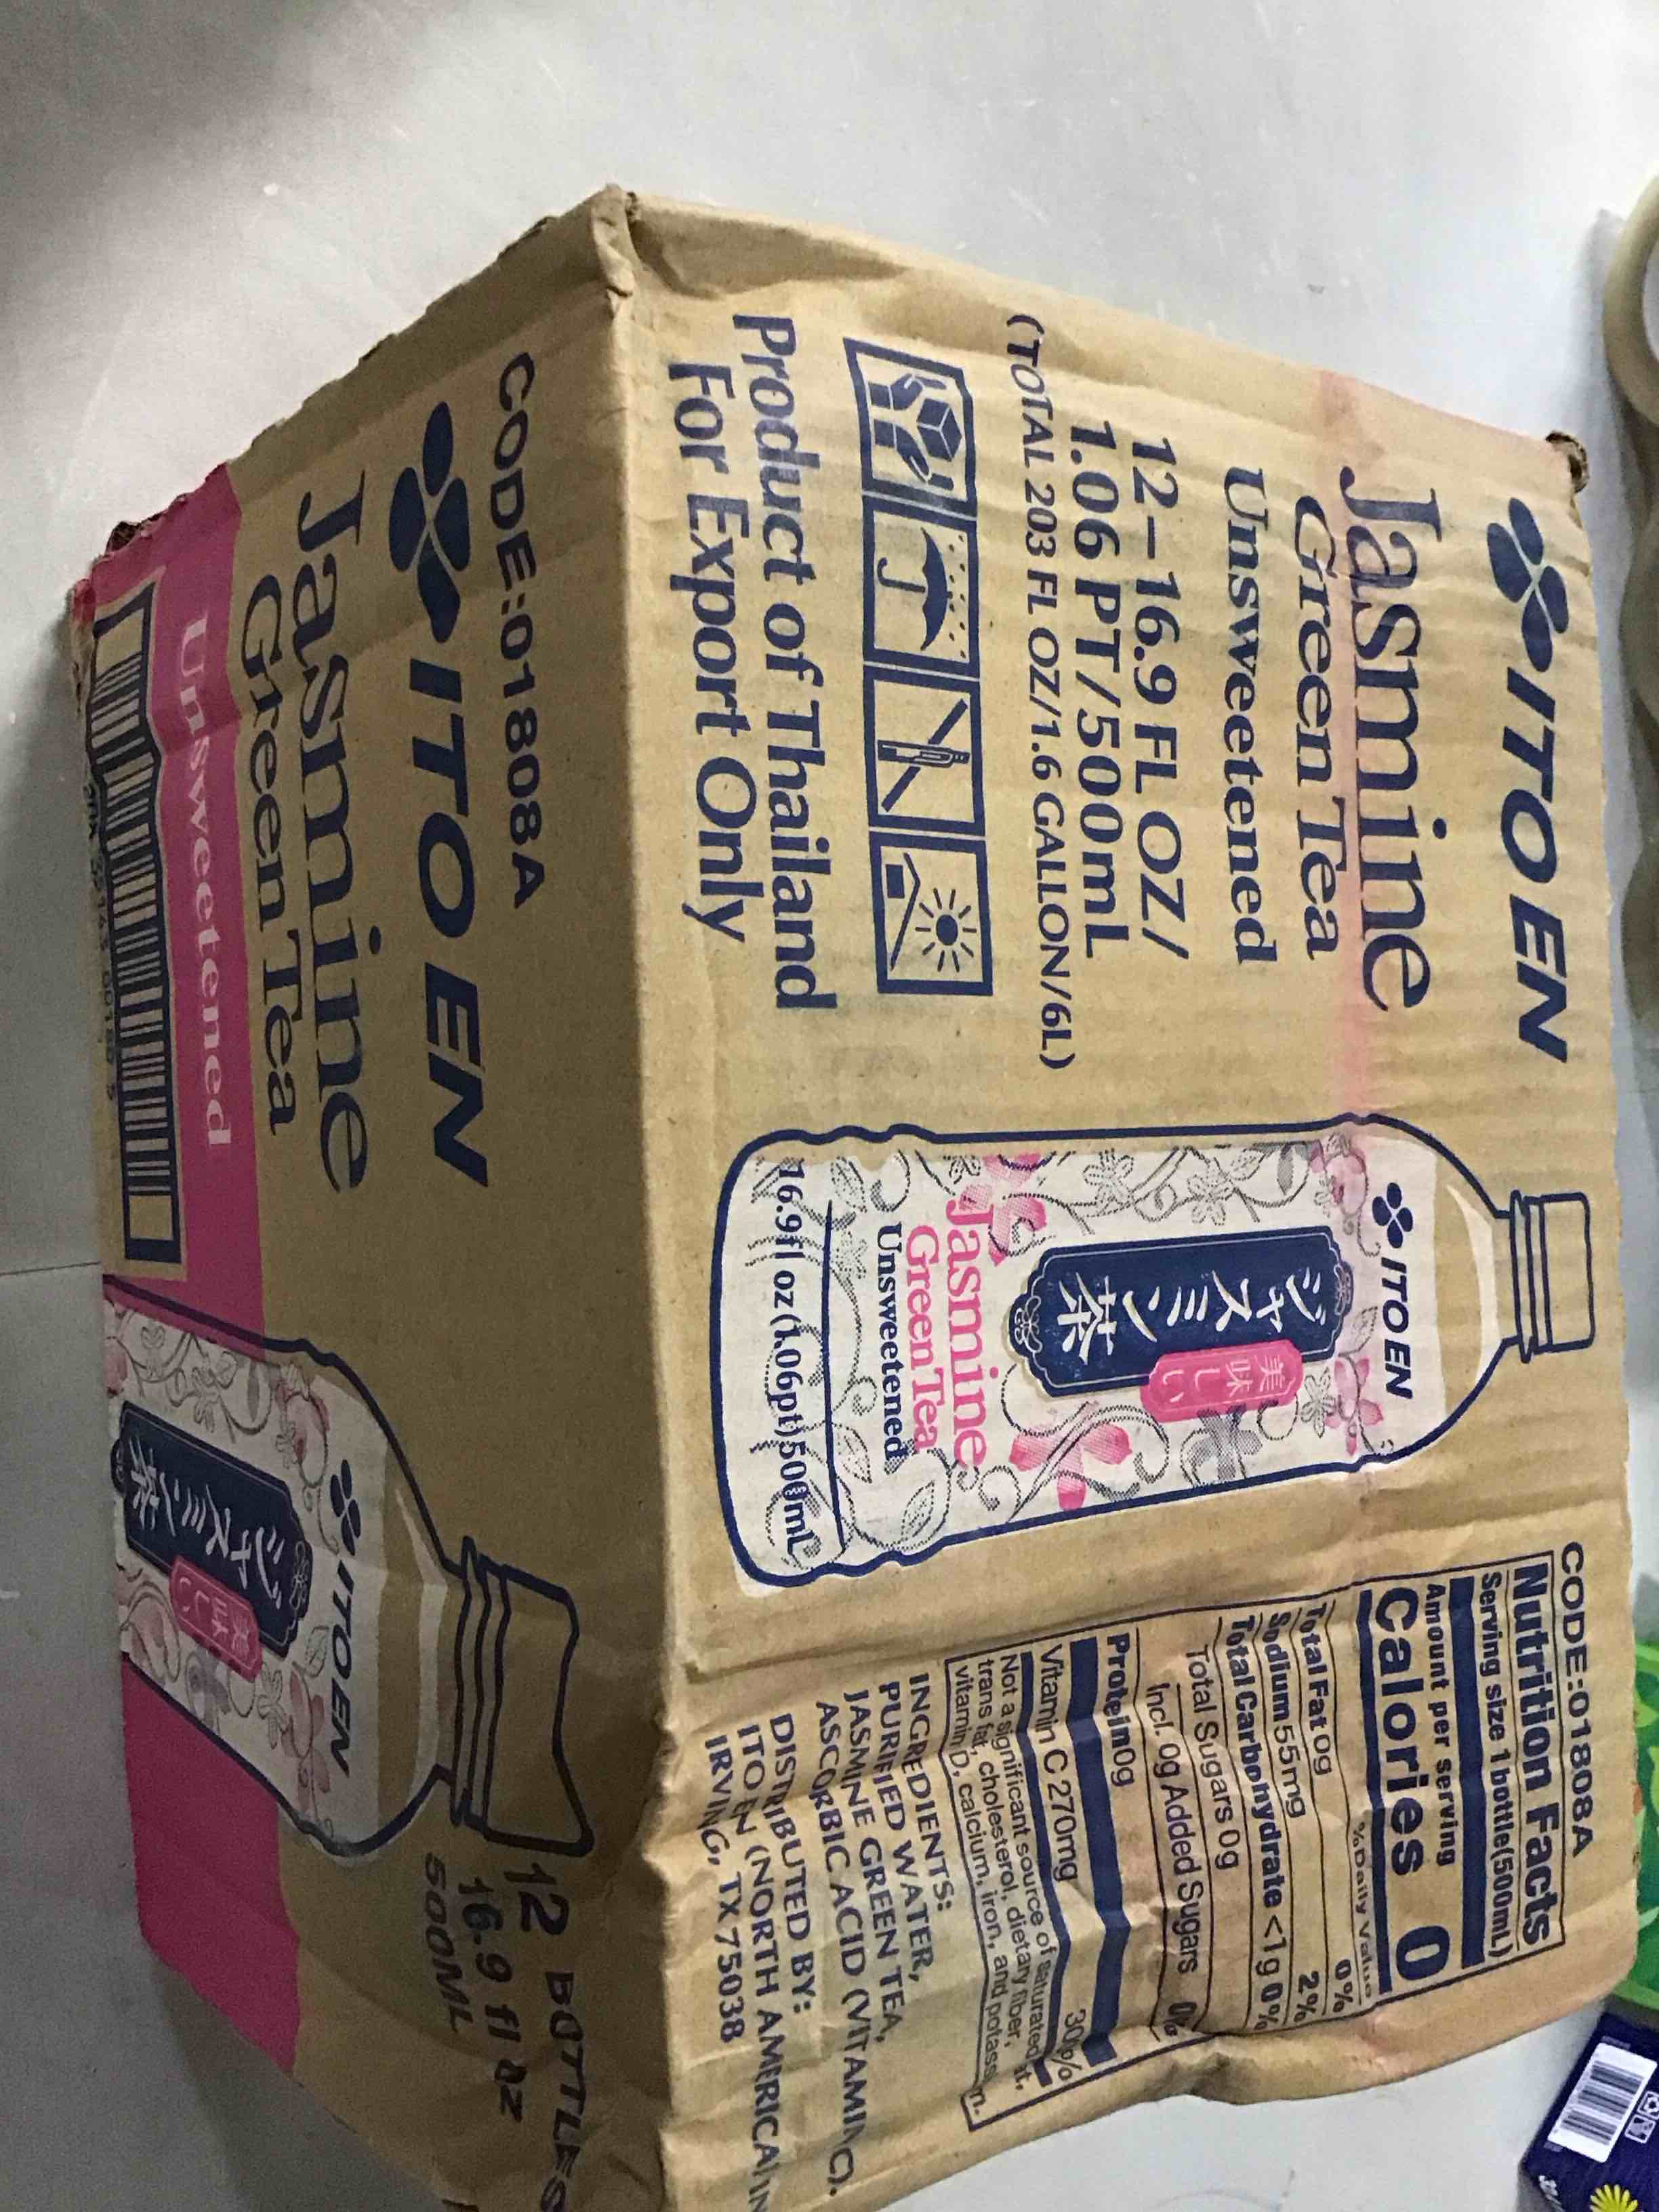 ITO EN
Jasmine
Green Tea
Unsweetened
12-16.9 FL OZ/
1.06 PT/500mL
(TOTAL 203 FL OZ/1.6 GALLON/6L)
Product of Thailand
For Export Only
ITO EN
ジャスミン茶
美味しい
Jasmine
Green Tea
Unsweetened
16.9fl oz(1.06pt)500mL
CODE:01808A
Nutrition Facts
Serving size 1 bottle(500mL)
Amount per serving
Calories 0
% Daily Value
Total Fat 0g 0%
Sodium 55mg 2%
Total Carbohydrate <1g 0%
Total Sugars 0g
Incl. 0g Added Sugars 0%
Protein 0g
Vitamin C 270mg 300%
Not a significant source of saturated fat,
trans fat, cholesterol, dietary fiber,
vitamin D, calcium, iron, and potassium.
INGREDIENTS:
PURIFIED WATER,
JASMINE GREEN TEA,
ASCORBIC ACID (VITAMIN C).
DISTRIBUTED BY:
ITO EN (NORTH AMERICA) IN
IRVING, TX 75038
CODE:01808A
ITO EN
Jasmine
Green Tea
Unsweetened
ITO EN
ジャスミン茶
美味しい
12 BOTTLES
16.9 fl oz
500ML